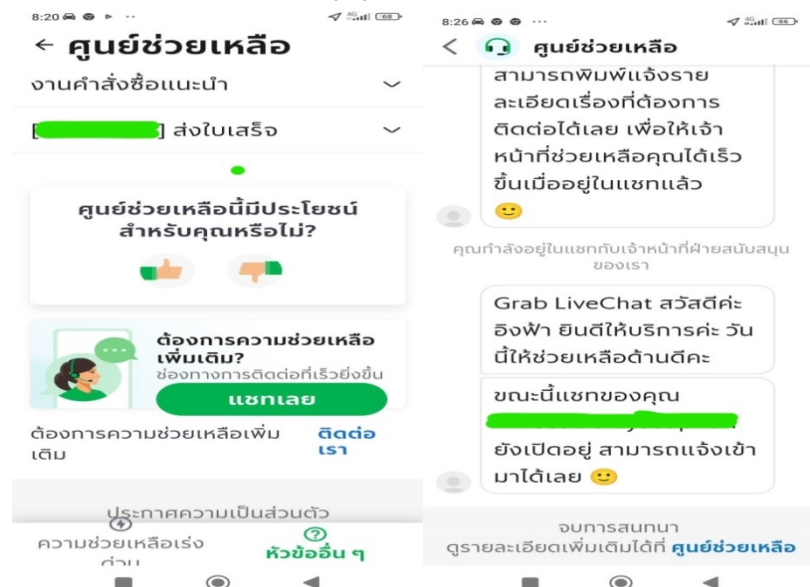 8:20
4G
68
← ศูนย์ช่วยเหลือ
งานคำสั่งซื้อแนะนำ
[ ] ส่งใบเสร็จ
ศูนย์ช่วยเหลือนี้มีประโยชน์
สำหรับคุณหรือไม่?
ต้องการความช่วยเหลือ
เพิ่มเติม?
ช่องทางการติดต่อที่เร็วยิ่งขึ้น
แชทเลย
ต้องการความช่วยเหลือเพิ่ม
เติม
ติดต่อ
เรา
ประกาศความเป็นส่วนตัว
ความช่วยเหลือเร่ง
ด่วน
หัวข้ออื่น ๆ
8:26
4G
66
ศูนย์ช่วยเหลือ
สามารถพิมพ์แจ้งราย
ละเอียดเรื่องที่ต้องการ
ติดต่อได้เลย เพื่อให้เจ้า
หน้าที่ช่วยเหลือคุณได้เร็ว
ขึ้นเมื่ออยู่ในแชทแล้ว
🙂
คุณกำลังอยู่ในแชทกับเจ้าหน้าที่ฝ่ายสนับสนุน
ของเรา
Grab LiveChat สวัสดีค่ะ
อิงฟ้า ยินดีให้บริการค่ะ วัน
นี้ให้ช่วยเหลือด้านดีคะ
ขณะนี้แชทของคุณ
ยังเปิดอยู่ สามารถแจ้งเข้า
มาได้เลย 🙂
จบการสนทนา
ดูรายละเอียดเพิ่มเติมได้ที่ ศูนย์ช่วยเหลือ